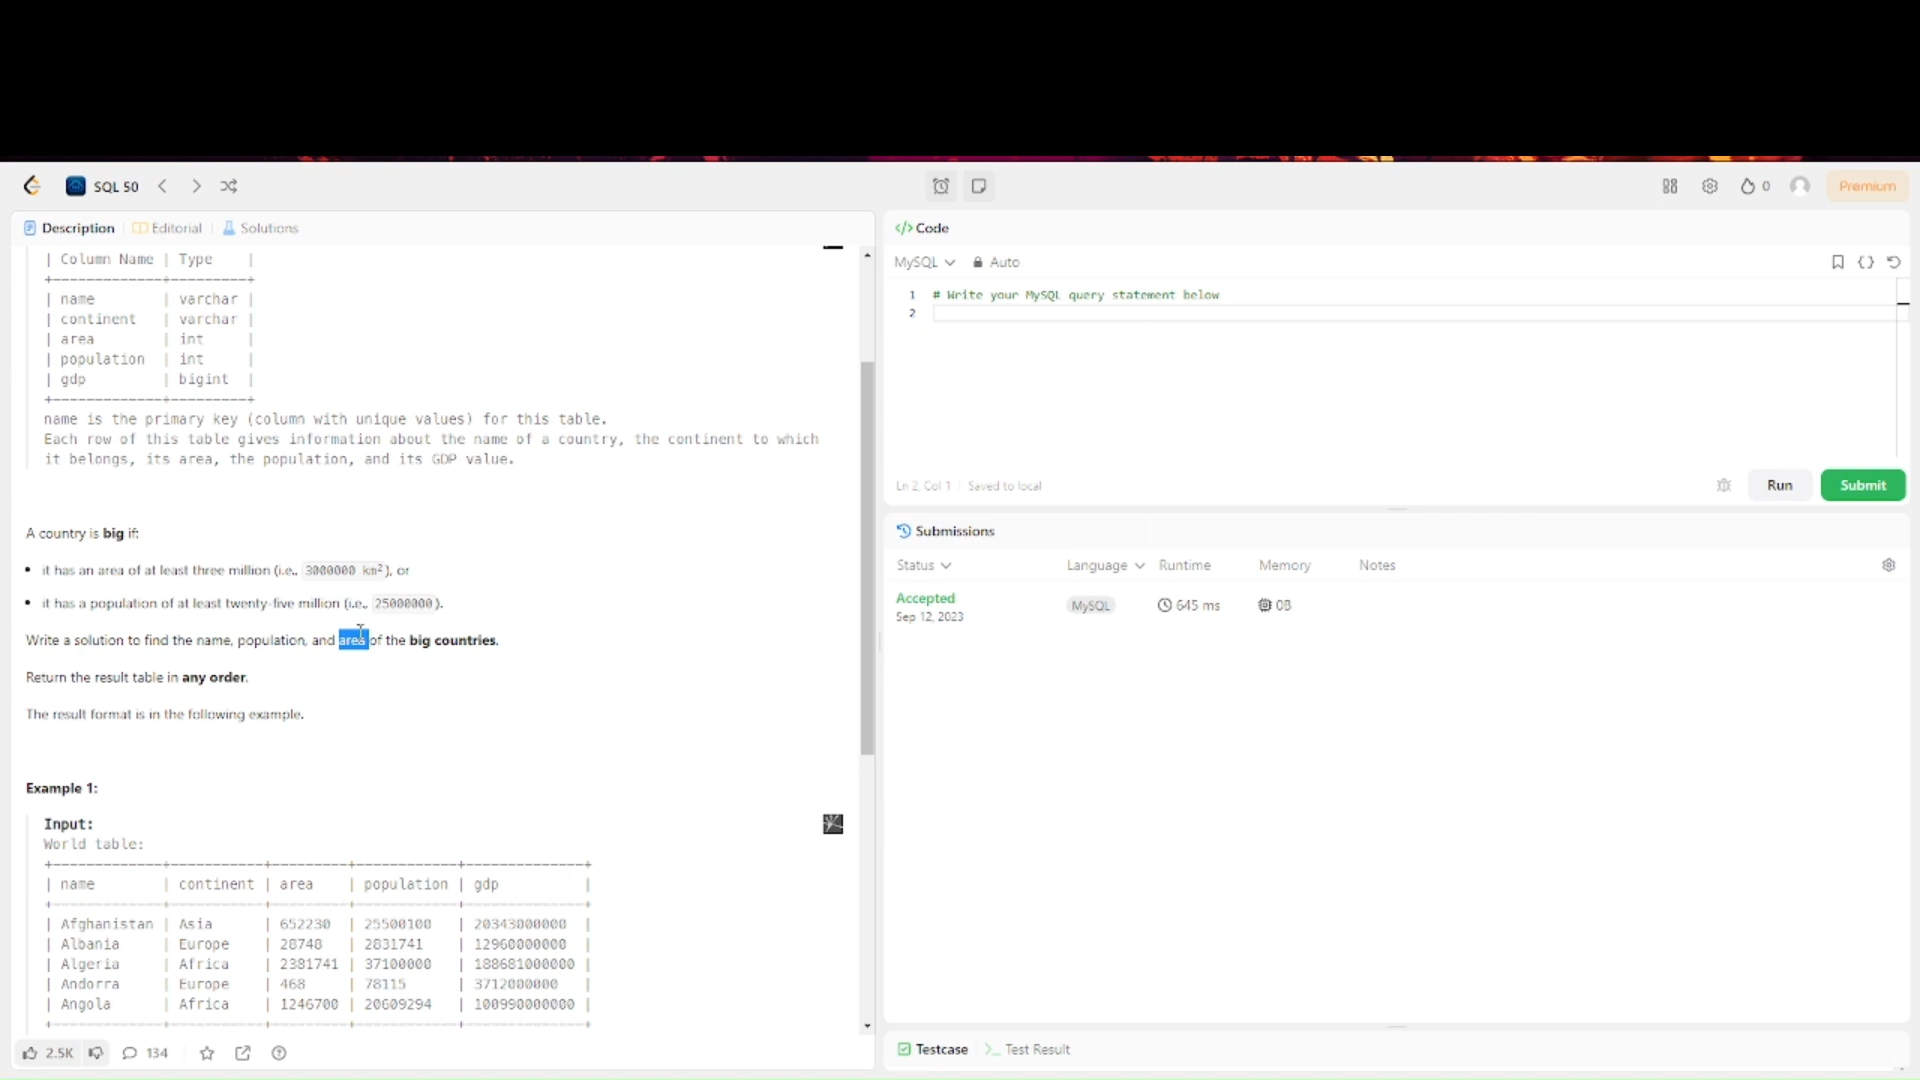 SQL 50
0
Premium
Description
Editorial
Solutions
| Column Name | Type    |
+-------------+---------+
| name        | varchar |
| continent   | varchar |
| area        | int     |
| population  | int     |
| gdp         | bigint  |
+-------------+---------+
name is the primary key (column with unique values) for this table.
Each row of this table gives information about the name of a country, the continent to which
it belongs, its area, the population, and its GDP value.
A country is big if:
• it has an area of at least three million (i.e., 3000000 km²), or
• it has a population of at least twenty-five million (i.e., 25000000).
Write a solution to find the name, population, and area of the big countries.
Return the result table in any order.
The result format is in the following example.
Example 1:
Input:
World table:
+-------------+-----------+---------+------------+--------------+
| name        | continent | area    | population | gdp          |
+-------------+-----------+---------+------------+--------------+
| Afghanistan | Asia      | 652230  | 25500100   | 20343000000  |
| Albania     | Europe    | 28748   | 2831741    | 12960000000  |
| Algeria     | Africa    | 2381741 | 37100000   | 188681000000 |
| Andorra     | Europe    | 468     | 78115      | 3712000000   |
| Angola      | Africa    | 1246700 | 20609294   | 100990000000 |
+-------------+-----------+---------+------------+--------------+
2.5K
134
</> Code
MySQL
Auto
1 # Write your MySQL query statement below
2
Ln 2, Col 1 | Saved to local
Run
Submit
Submissions
Status Language Runtime Memory Notes
Accepted MySQL 645 ms 0B
Sep 12, 2023
Testcase
>_ Test Result